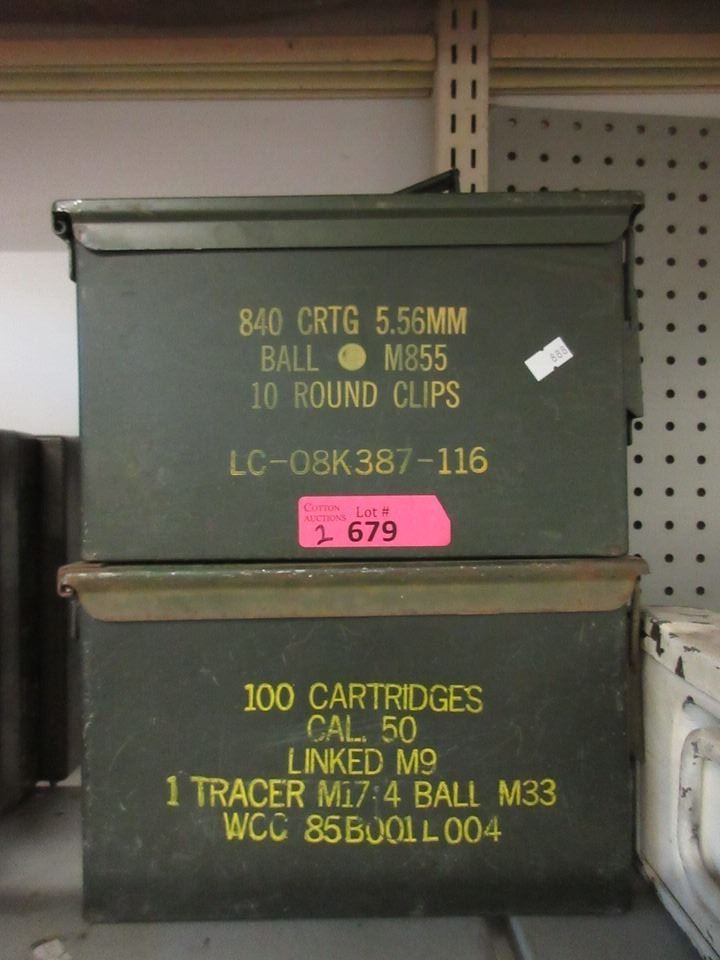 840 CRTG 5.56MM
BALL M855
10 ROUND CLIPS
888
LC-08K387-116
COTTON AUCTIONS Lot #
2 679
100 CARTRIDGES
CAL. 50
LINKED M9
1 TRACER M17 4 BALL M33
WCC 85B001L004